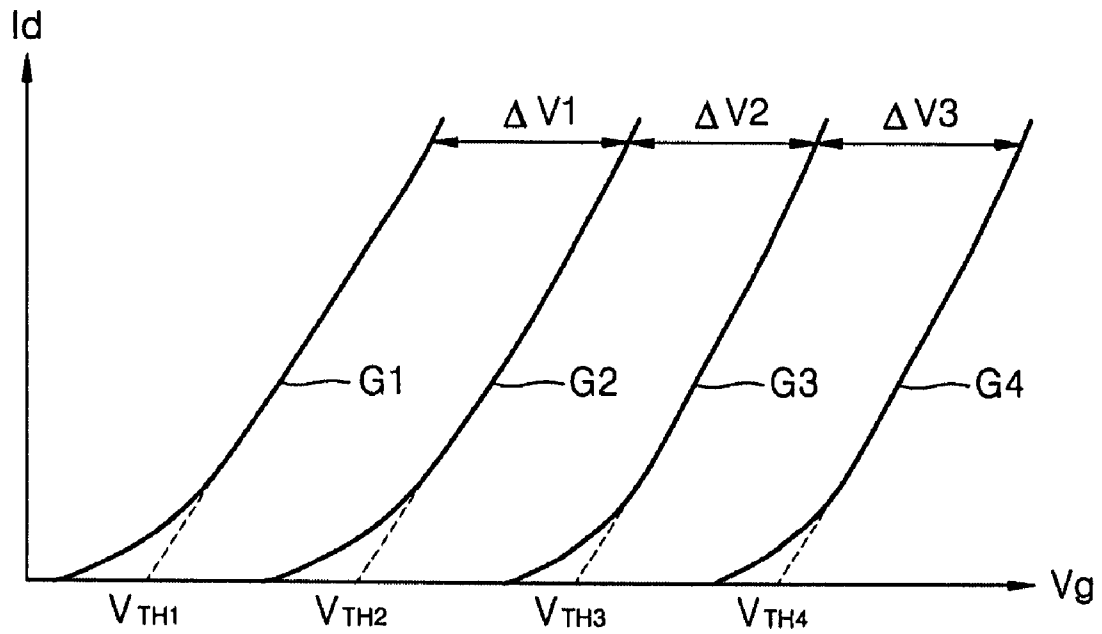 Id
ΔV1 ΔV2 ΔV3
G1 G2 G3 G4
Vg
VTH1 VTH2 VTH3 VTH4